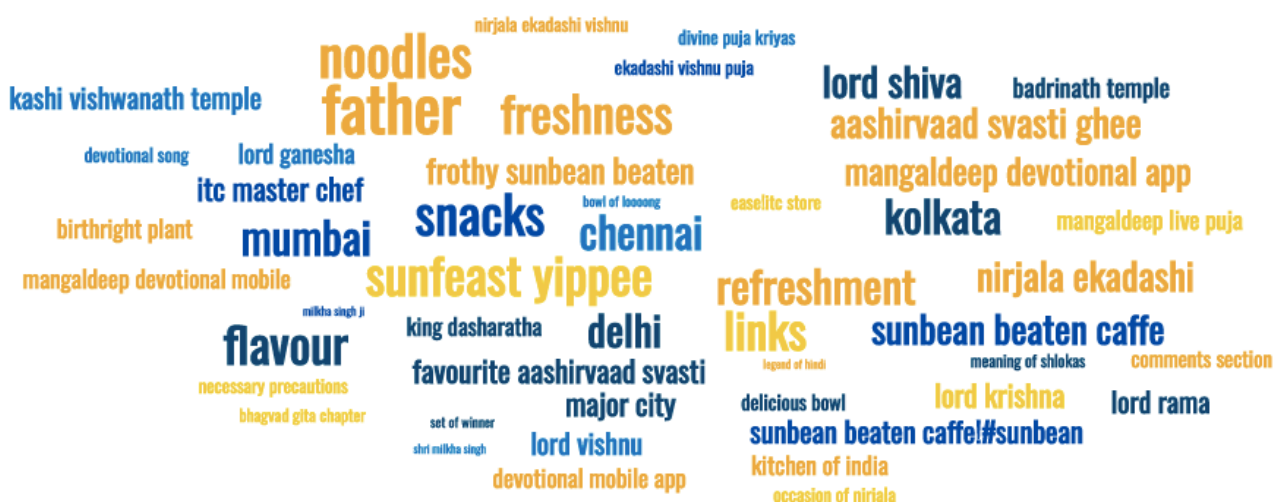 nirjala ekadashi vishnu
divine puja kriyas
noodles
ekadashi vishnu puja
lord shiva
badrinath temple
kashi vishwanath temple
father
freshness
aashirvaad svasti ghee
devotional song
lord ganesha
frothy sunbean beaten
mangaldeep devotional app
itc master chef
snacks
bowl of loooong
easelitc store
kolkata
mangaldeep live puja
birthright plant
mumbai
chennai
mangaldeep devotional mobile
sunfeast yippee
refreshment
nirjala ekadashi
milkha singh ji
flavour
king dasharatha
delhi
links
sunbean beaten caffe
legend of hindi
meaning of shlokas
comments section
necessary precautions
favourite aashirvaad svasti
bhagvad gita chapter
major city
delicious bowl
lord krishna
lord rama
set of winner
shri milkha singh
lord vishnu
sunbean beaten caffe!#sunbean
devotional mobile app
kitchen of india
occasion of nirjala